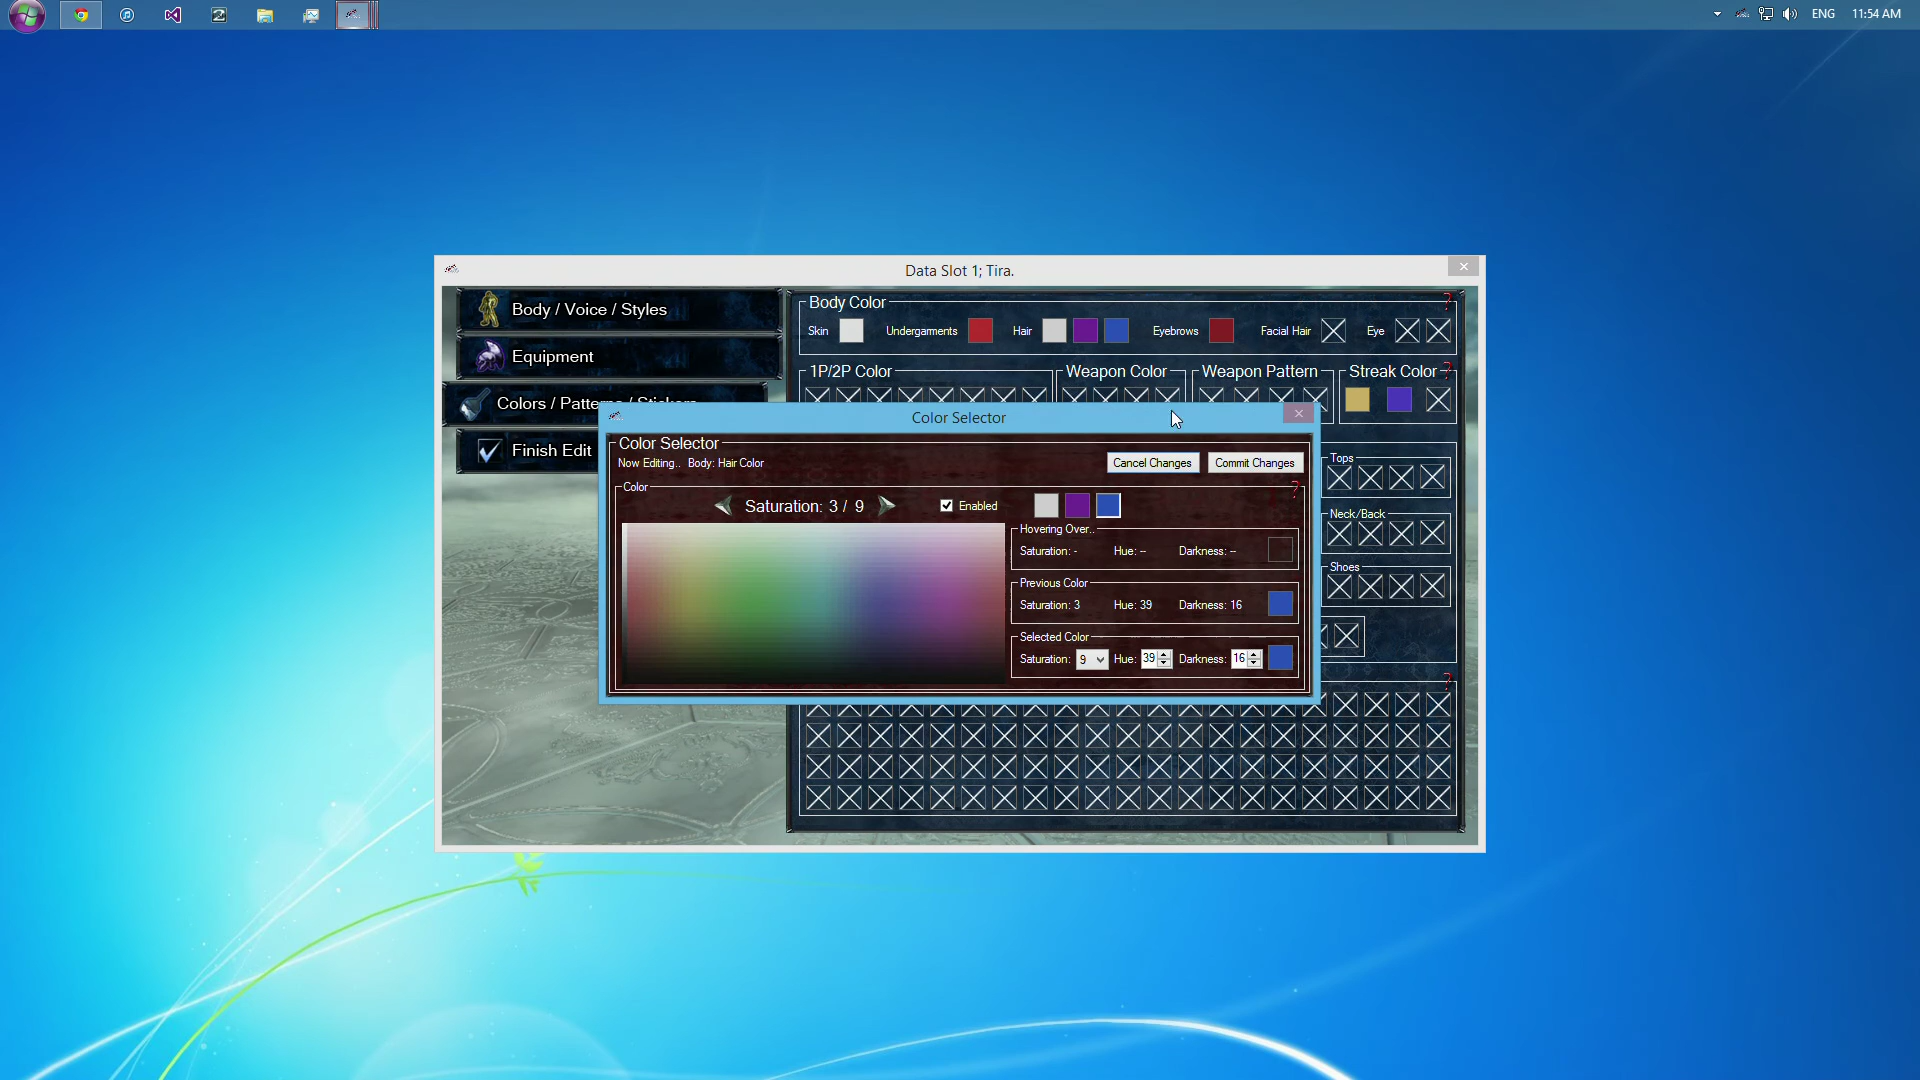 ENG 11:54 AM
Data Slot 1; Tira.
Body / Voice / Styles
Equipment
Colors / Patterns / Stickers
Finish Edit
Body Color
?
Skin Undergarments Hair Eyebrows Facial Hair Eye
1P/2P Color Weapon Color Weapon Pattern Streak Color ?
Color Selector
Color Selector
Now Editing.. Body: Hair Color
Cancel Changes Commit Changes
Color
?
Saturation: 3 / 9 Enabled
Hovering Over..
Saturation: - Hue: -- Darkness: --
Previous Color
Saturation: 3 Hue: 39 Darkness: 16
Selected Color
Saturation: 9 Hue: 39 Darkness: 16
Tops
Neck/Back
Shoes
?